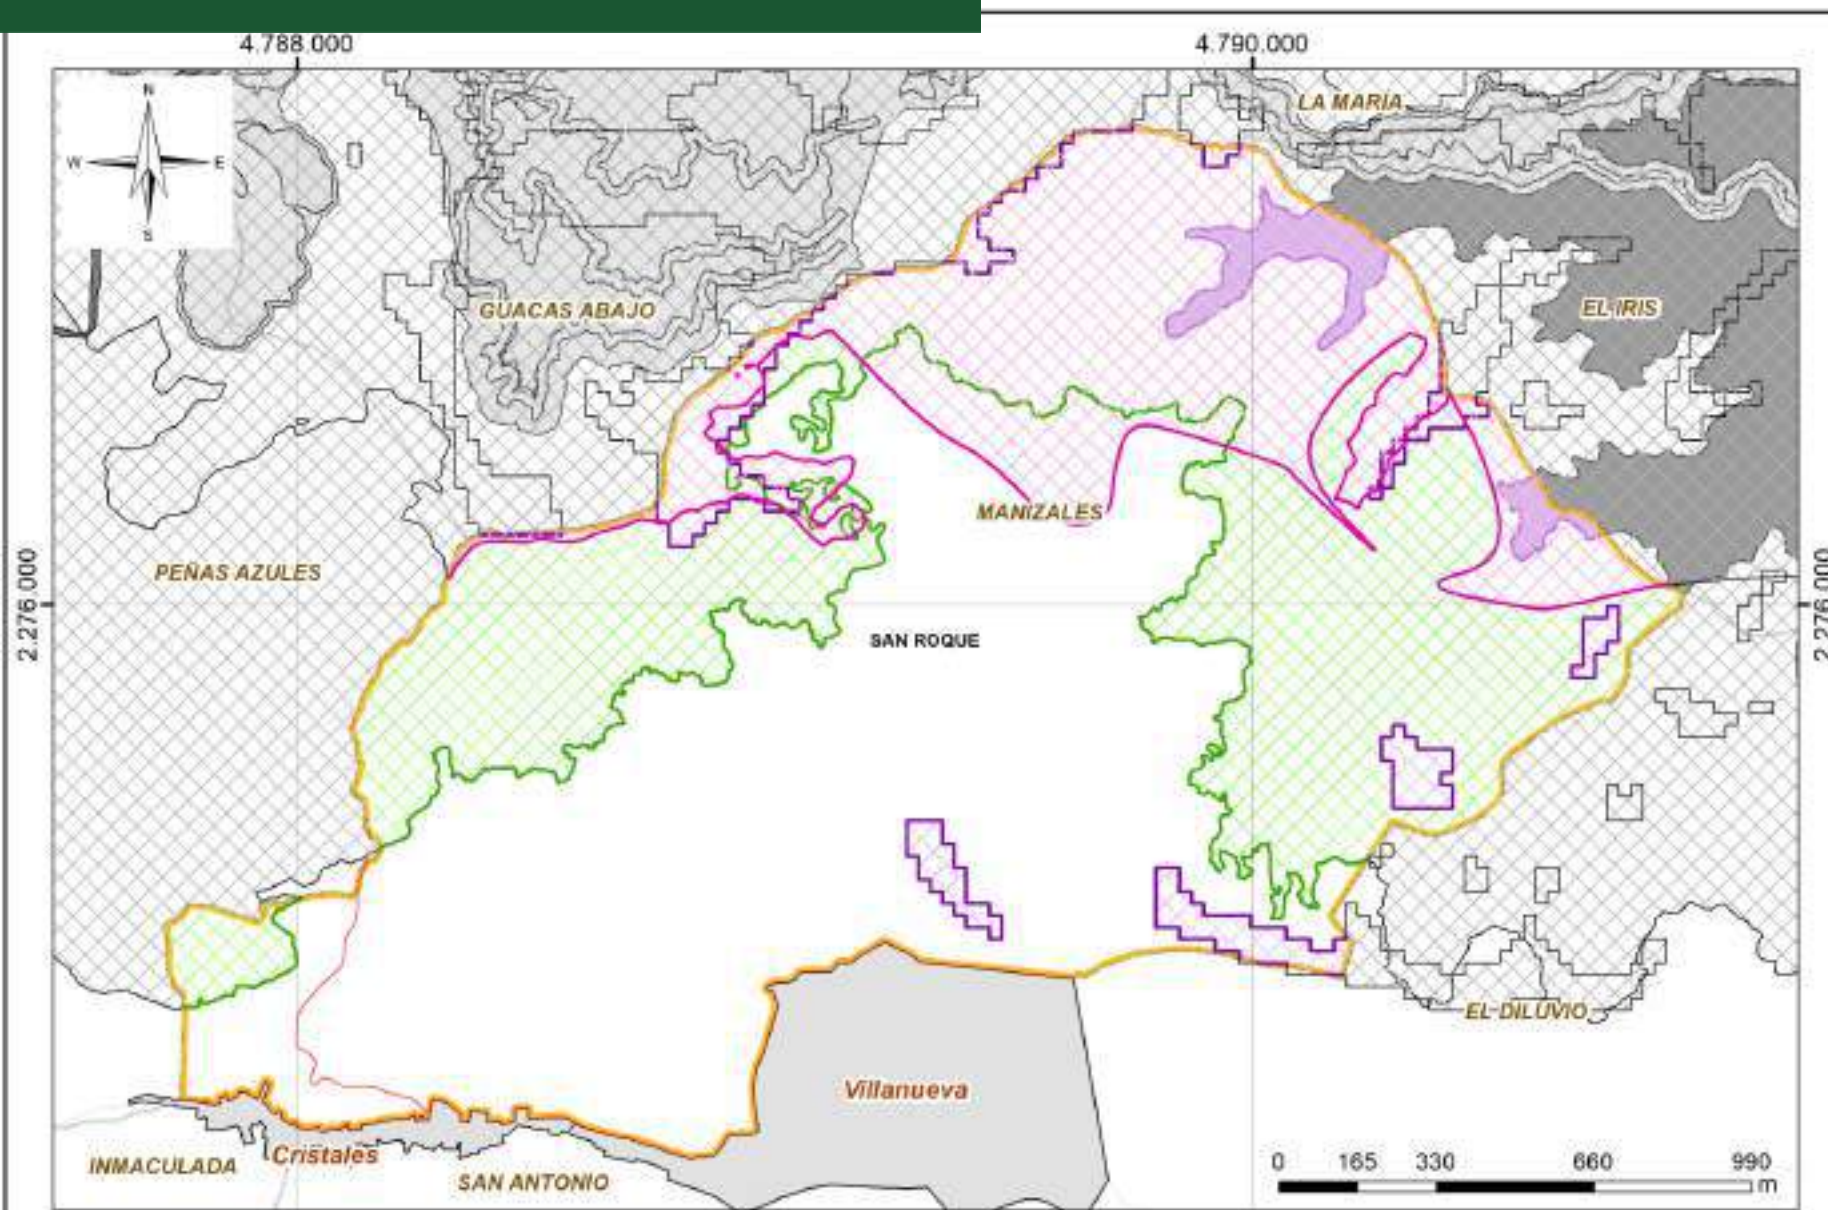 4.788.000
4.790.000
N
W E
S
LA MARIA
GUACAS ABAJO
EL IRIS
MANIZALES
PEÑAS AZULES
2.276.000
2.276.000
SAN ROQUE
EL DILUVIO
Villanueva
Cristales
INMACULADA
SAN ANTONIO
0 165 330 660 990
m